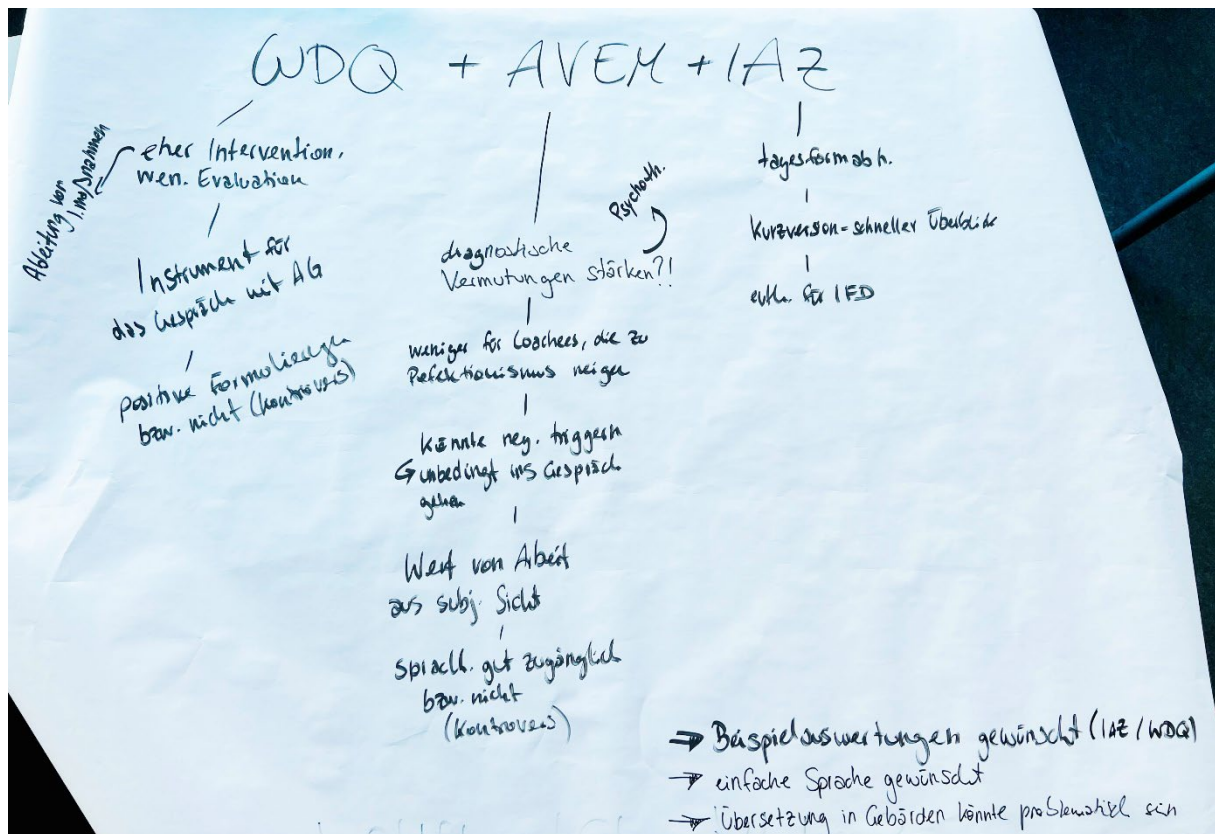 WDQ + AVEM + IAZ
eher Intervention,
wen. Evaluation
Ableitung von
I.maßnahmen
Instrument für
das Gespräch mit AG
positive Formulierungen
bzw. nicht (kontrovers)
diagnostische
Vermutungen stärken?!
Psychoth.
weniger für Coachees, die zu
Pefektionismus neigen
könnte neg. triggern
unbedingt ins Gespräch
gehen
Wert von Arbeit
aus subj. Sicht
sprachl. gut zugänglich
bzw. nicht
(kontrovers)
tagesformabh.
Kurzversion = schneller Überblick
evtl. für IFD
→ Beispielauswertungen gewünscht (IAZ / WDQ)
→ einfache Sprache gewünscht
→ Übersetzung in Gebärden könnte problematisch sein